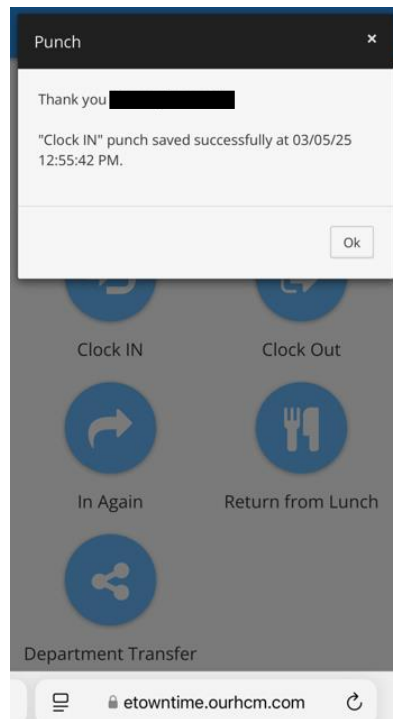 Punch ×
Thank you
"Clock IN" punch saved successfully at 03/05/25
12:55:42 PM.
Ok
Clock IN Clock Out
In Again Return from Lunch
Department Transfer
etowntime.ourhcm.com